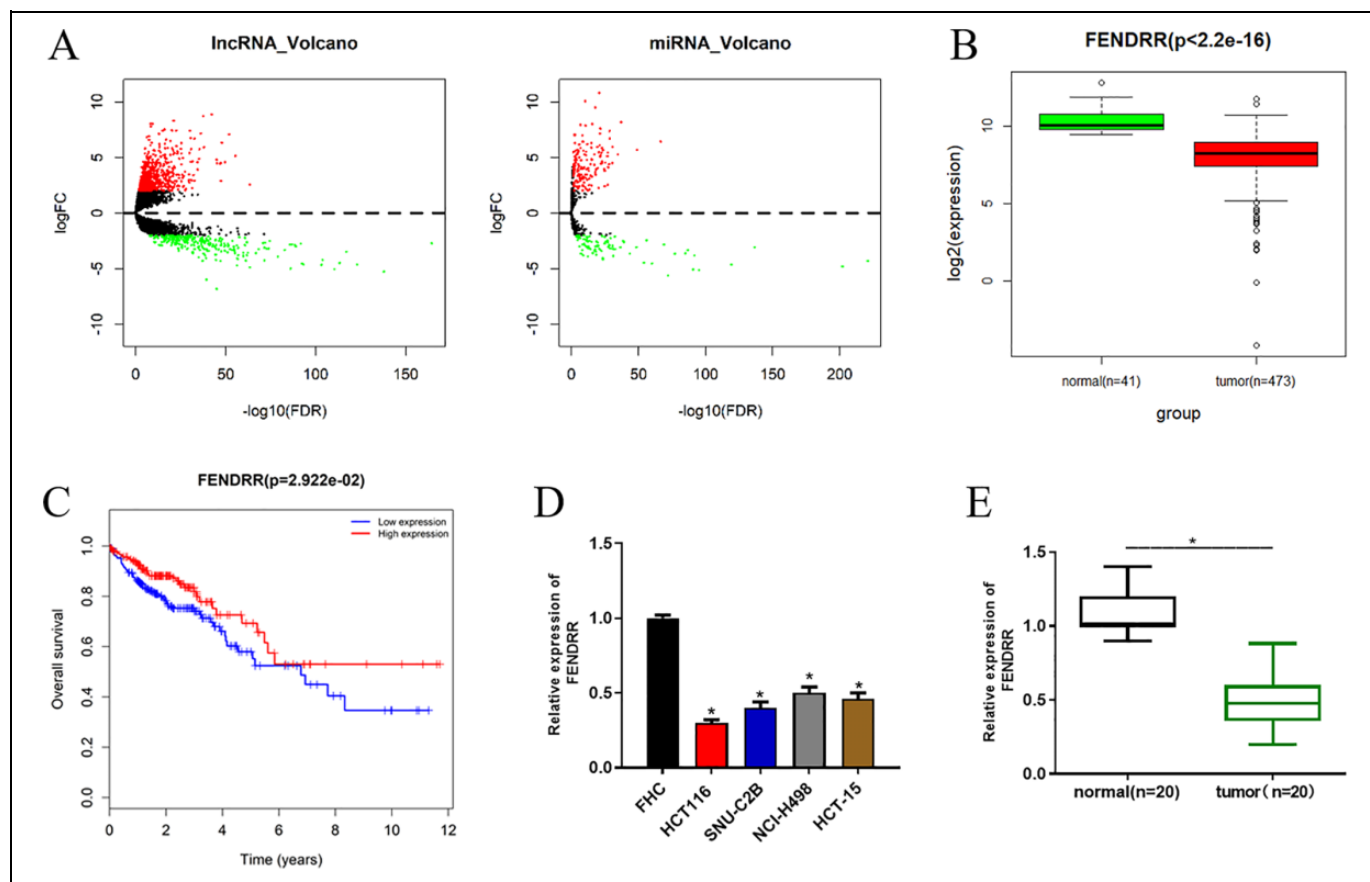 A
lncRNA_Volcano
logFC
10
5
0
-5
-10
0
50
100
150
-log10(FDR)
miRNA_Volcano
logFC
10
5
0
-5
-10
0
50
100
150
200
-log10(FDR)
B
FENDRR(p<2.2e-16)
log2(expression)
10
5
0
normal(n=41)
tumor(n=473)
group
C
FENDRR(p=2.922e-02)
Low expression
High expression
Overall survival
1.0
0.8
0.6
0.4
0.2
0.0
0
2
4
6
8
10
12
Time (years)
D
Relative expression of
FENDRR
1.5
1.0
0.5
0.0
*
*
*
*
FHC
HCT116
SNU-C2B
NCI-H498
HCT-15
E
*
Relative expression of
FENDRR
1.5
1.0
0.5
0.0
normal(n=20)
tumor(n=20)